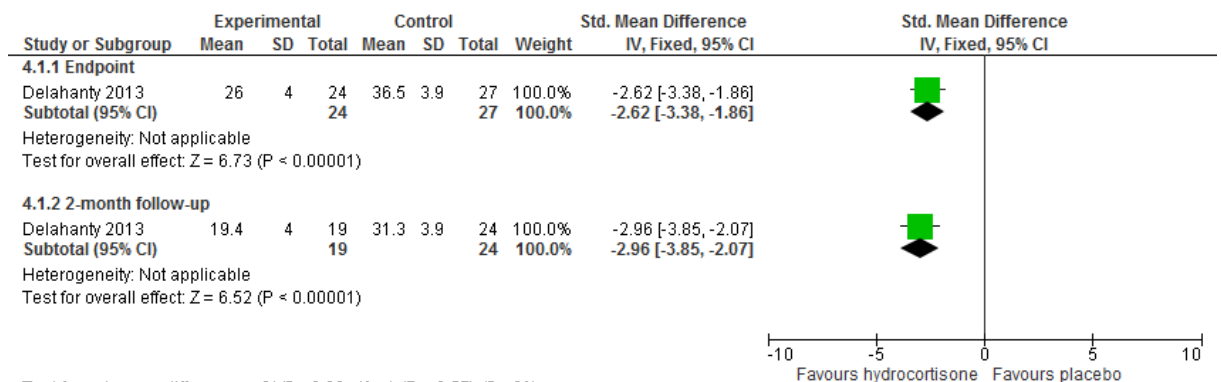 Experimental Control Std. Mean Difference Std. Mean Difference
Study or Subgroup Mean SD Total Mean SD Total Weight IV, Fixed, 95% CI IV, Fixed, 95% CI
4.1.1 Endpoint
Delahanty 2013 26 4 24 36.5 3.9 27 100.0% -2.62 [-3.38, -1.86]
Subtotal (95% CI) 24 27 100.0% -2.62 [-3.38, -1.86]
Heterogeneity: Not applicable
Test for overall effect: Z = 6.73 (P < 0.00001)
4.1.2 2-month follow-up
Delahanty 2013 19.4 4 19 31.3 3.9 24 100.0% -2.96 [-3.85, -2.07]
Subtotal (95% CI) 19 24 100.0% -2.96 [-3.85, -2.07]
Heterogeneity: Not applicable
Test for overall effect: Z = 6.52 (P < 0.00001)
-10 -5 0 5 10
Favours hydrocortisone Favours placebo